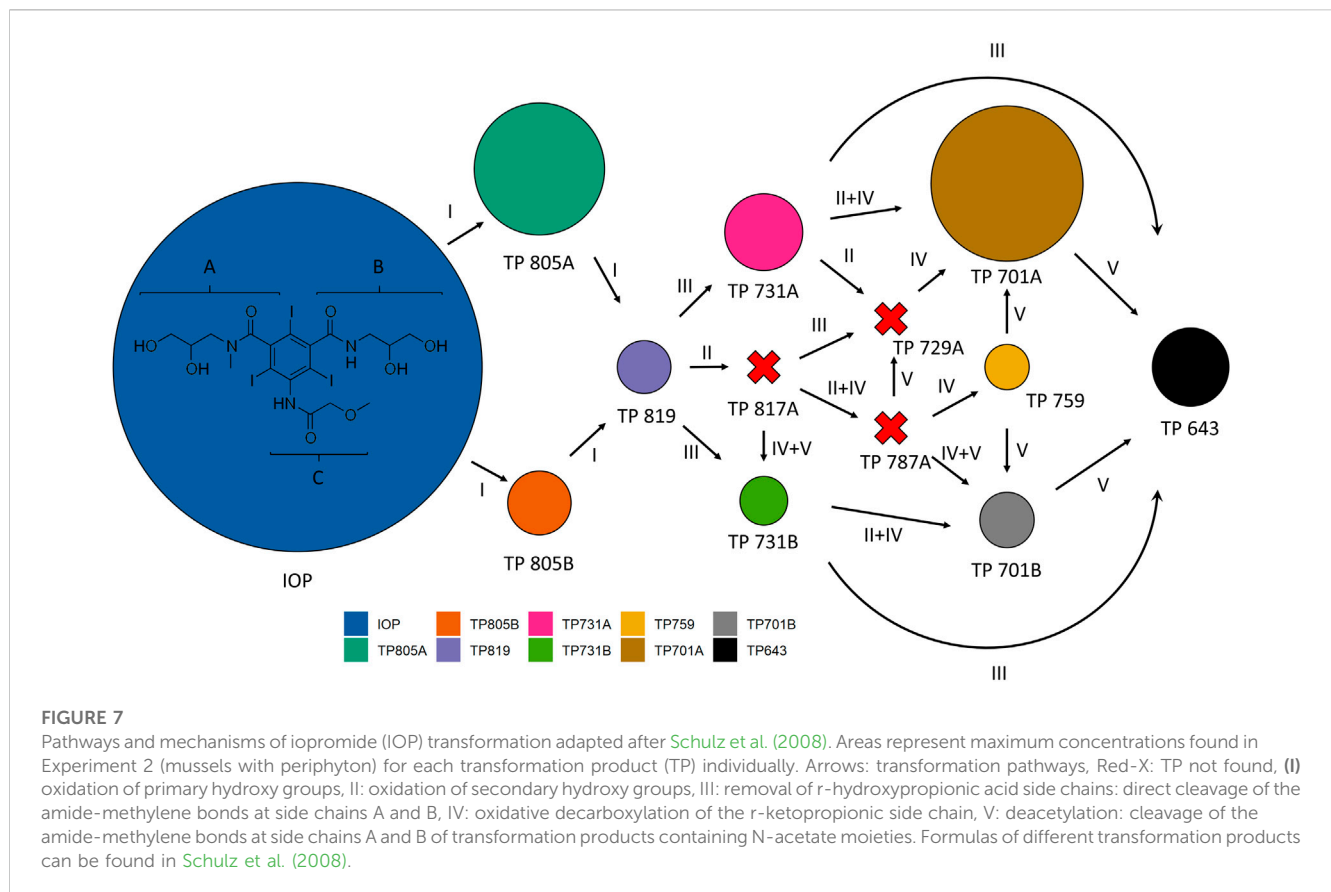 III
I
TP 805A
I
III
TP 731A
II+IV
II
IV
TP 701A
V
A
B
HO
OH
O
N
I
O
N
H
OH
OH
I
I
NH
O
O
C
IOP
I
TP 805B
I
TP 819
II
TP 817A
III
TP 729A
V
II+IV
TP 787A
IV
V
TP 759
TP 643
III
IV+V
TP 731B
IV+V
V
II+IV
TP 701B
V
III
IOP
TP805B
TP731A
TP759
TP701B
TP805A
TP819
TP731B
TP701A
TP643
FIGURE 7
Pathways and mechanisms of iopromide (IOP) transformation adapted after Schulz et al. (2008). Areas represent maximum concentrations found in
Experiment 2 (mussels with periphyton) for each transformation product (TP) individually. Arrows: transformation pathways, Red-X: TP not found, (I)
oxidation of primary hydroxy groups, II: oxidation of secondary hydroxy groups, III: removal of r-hydroxypropionic acid side chains: direct cleavage of the
amide-methylene bonds at side chains A and B, IV: oxidative decarboxylation of the r-ketopropionic side chain, V: deacetylation: cleavage of the
amide-methylene bonds at side chains A and B of transformation products containing N-acetate moieties. Formulas of different transformation products
can be found in Schulz et al. (2008).